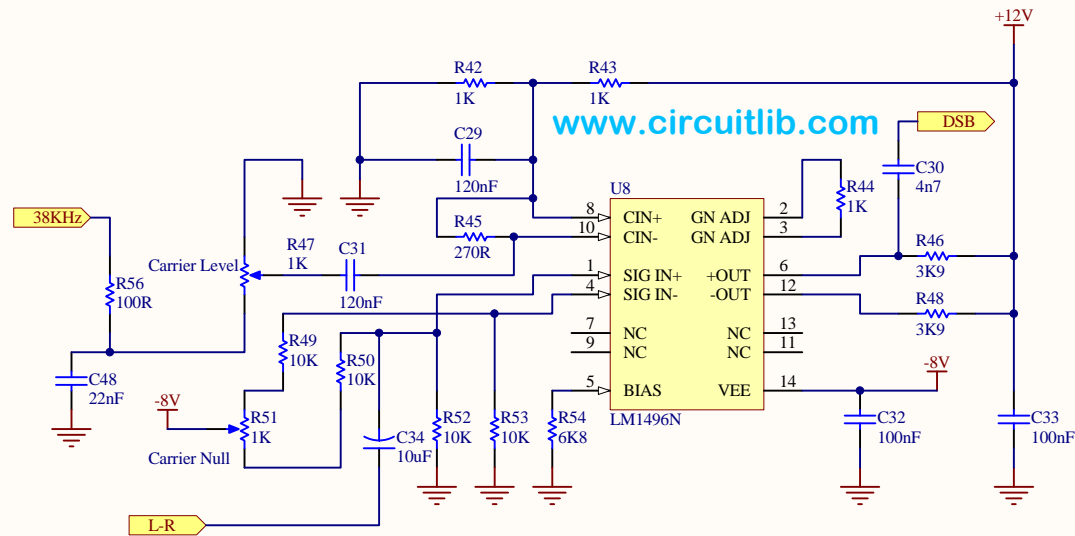 +12V
R42
1K
R43
1K
www.circuitlib.com
DSB
C29
120nF
C30
4n7
U8
R44
1K
38KHz
8
CIN+
GN ADJ
2
10
CIN-
GN ADJ
3
R45
270R
R47
1K
C31
120nF
Carrier Level
R56
100R
1
SIG IN+
+OUT
6
4
SIG IN-
-OUT
12
R46
3K9
R48
3K9
7
NC
NC
13
9
NC
NC
11
R49
10K
R50
10K
C48
22nF
-8V
R51
1K
Carrier Null
C34
10uF
R52
10K
R53
10K
R54
6K8
5
BIAS
VEE
14
LM1496N
-8V
C32
100nF
C33
100nF
L-R